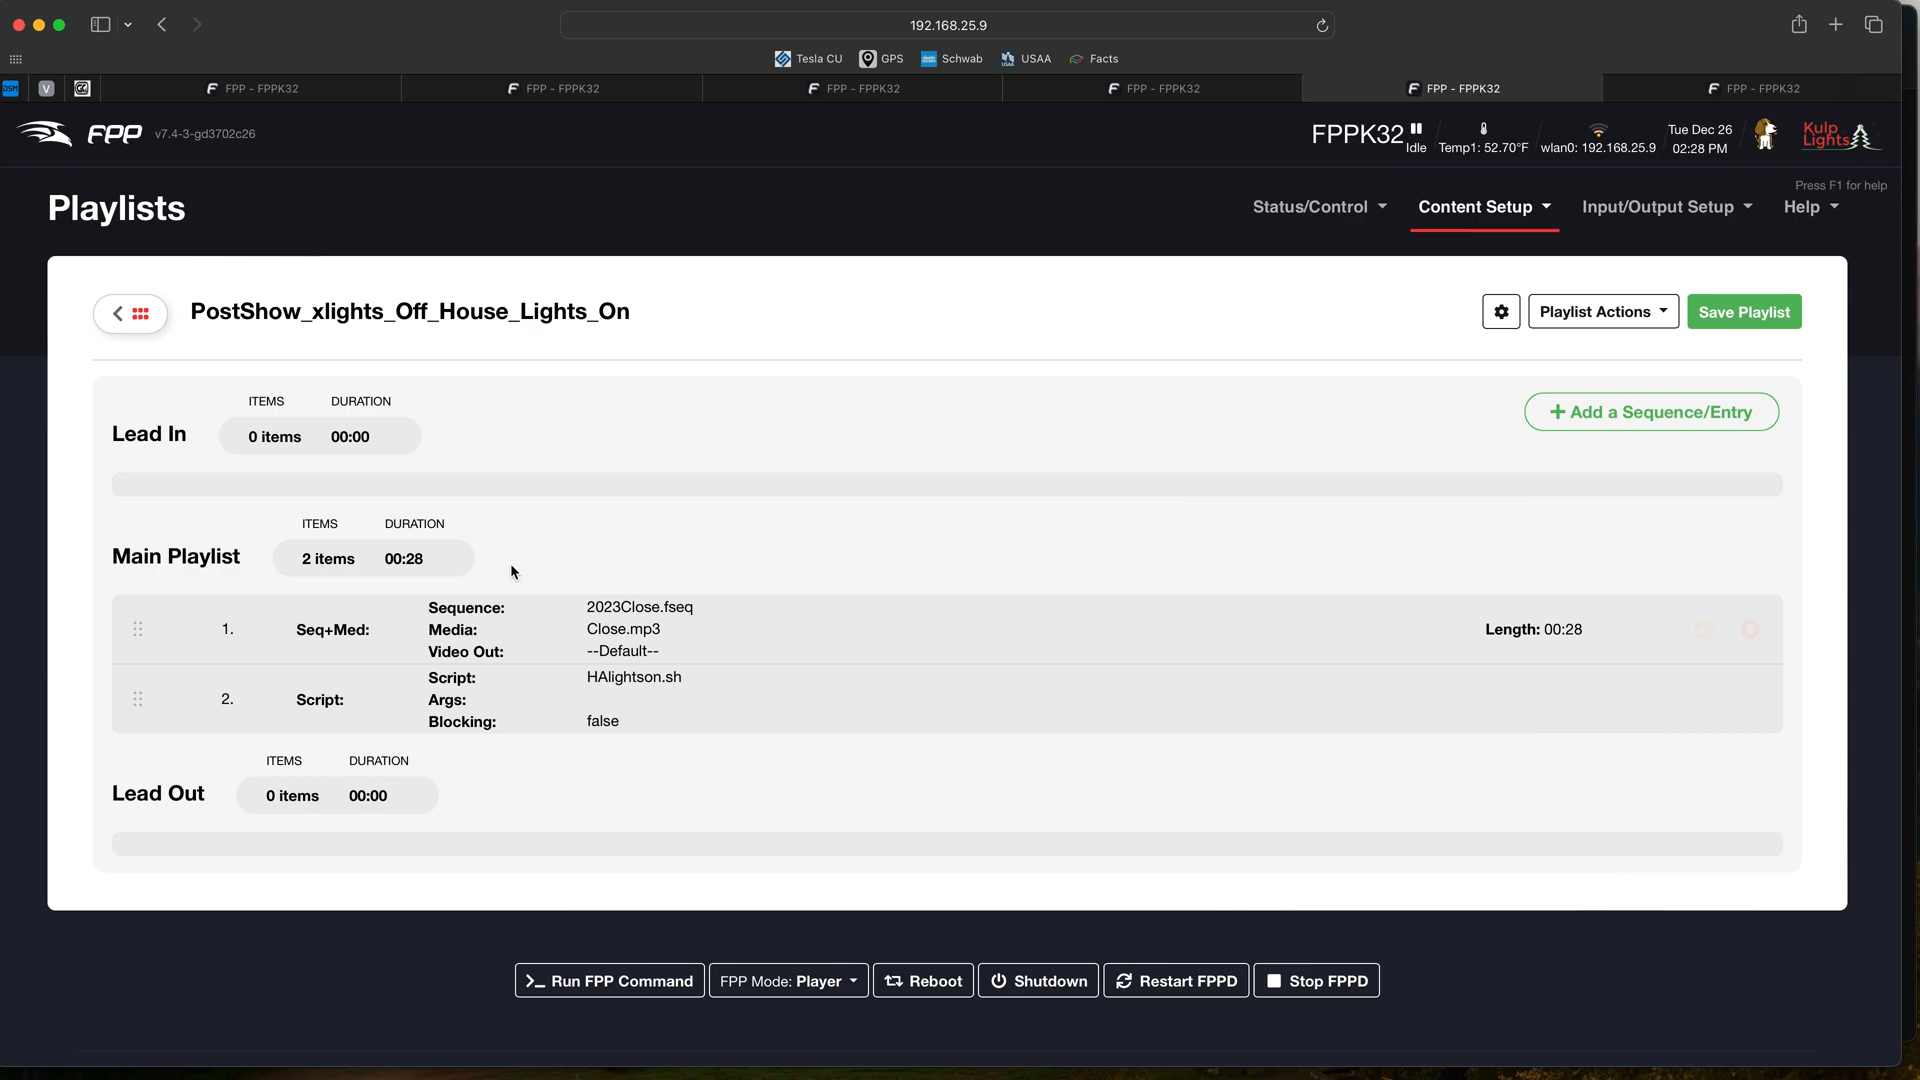 192.168.25.9
Tesla CU
GPS
Schwab
USAA
Facts
DSM
V
FPP - FPPK32
FPP - FPPK32
FPP - FPPK32
FPP - FPPK32
FPP - FPPK32
FPP - FPPK32
FPP v7.4-3-gd3702c26
FPPK32
Idle
Temp1: 52.70°F
wlan0: 192.168.25.9
Tue Dec 26
02:28 PM
Kulp
Lights
Press F1 for help
Playlists
Status/Control
Content Setup
Input/Output Setup
Help
PostShow_xlights_Off_House_Lights_On
Playlist Actions
Save Playlist
ITEMS DURATION
Lead In 0 items 00:00
+ Add a Sequence/Entry
ITEMS DURATION
Main Playlist 2 items 00:28
1. Seq+Med:
Sequence: 2023Close.fseq
Media: Close.mp3
Video Out: --Default--
Length: 00:28
2. Script:
Script: HAlightson.sh
Args:
Blocking: false
ITEMS DURATION
Lead Out 0 items 00:00
Run FPP Command
FPP Mode: Player
Reboot
Shutdown
Restart FPPD
Stop FPPD